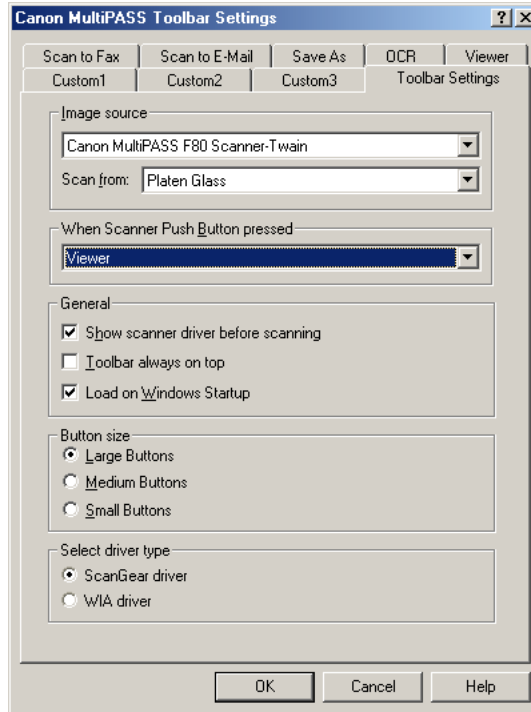 Canon MultiPASS Toolbar Settings
Scan to Fax Scan to E-Mail Save As OCR Viewer
Custom1 Custom2 Custom3 Toolbar Settings
Image source
Canon MultiPASS F80 Scanner-Twain
Scan from: Platen Glass
When Scanner Push Button pressed
Viewer
General
Show scanner driver before scanning
Toolbar always on top
Load on Windows Startup
Button size
Large Buttons
Medium Buttons
Small Buttons
Select driver type
ScanGear driver
WIA driver
OK Cancel Help